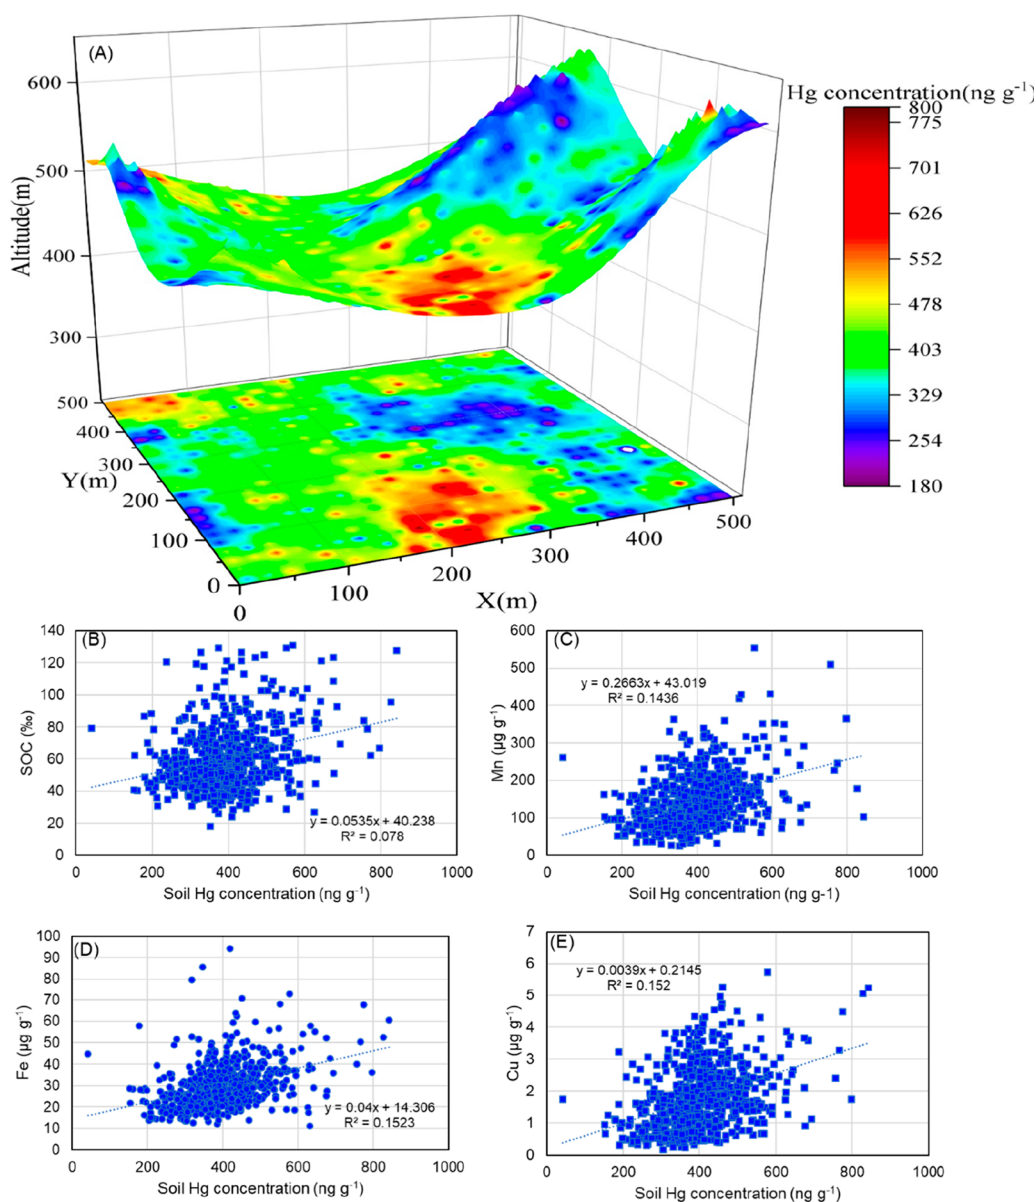 (A)
Hg concentration(ng g⁻¹)
800
775
701
626
552
478
403
329
254
180
Altitude(m)
600
500
400
300
500
400
300
200
100
0
Y(m)
0
100
200
300
400
500
X(m)
(B)
140
120
100
80
60
40
20
0
SOC (‰)
y = 0.0535x + 40.238
R² = 0.078
0 200 400 600 800 1000
Soil Hg concentration (ng g⁻¹)
(C)
600
500
400
300
200
100
0
Mn (µg g⁻¹)
y = 0.2663x + 43.019
R² = 0.1436
0 200 400 600 800 1000
Soil Hg concentration (ng g-1)
(D)
100
90
80
70
60
50
40
30
20
10
0
Fe (µg g⁻¹)
y = 0.04x + 14.306
R² = 0.1523
0 200 400 600 800 1000
Soil Hg concentration (ng g⁻¹)
(E)
7
6
5
4
3
2
1
0
Cu (µg g⁻¹)
y = 0.0039x + 0.2145
R² = 0.152
0 200 400 600 800 1000
Soil Hg concentration (ng g⁻¹)